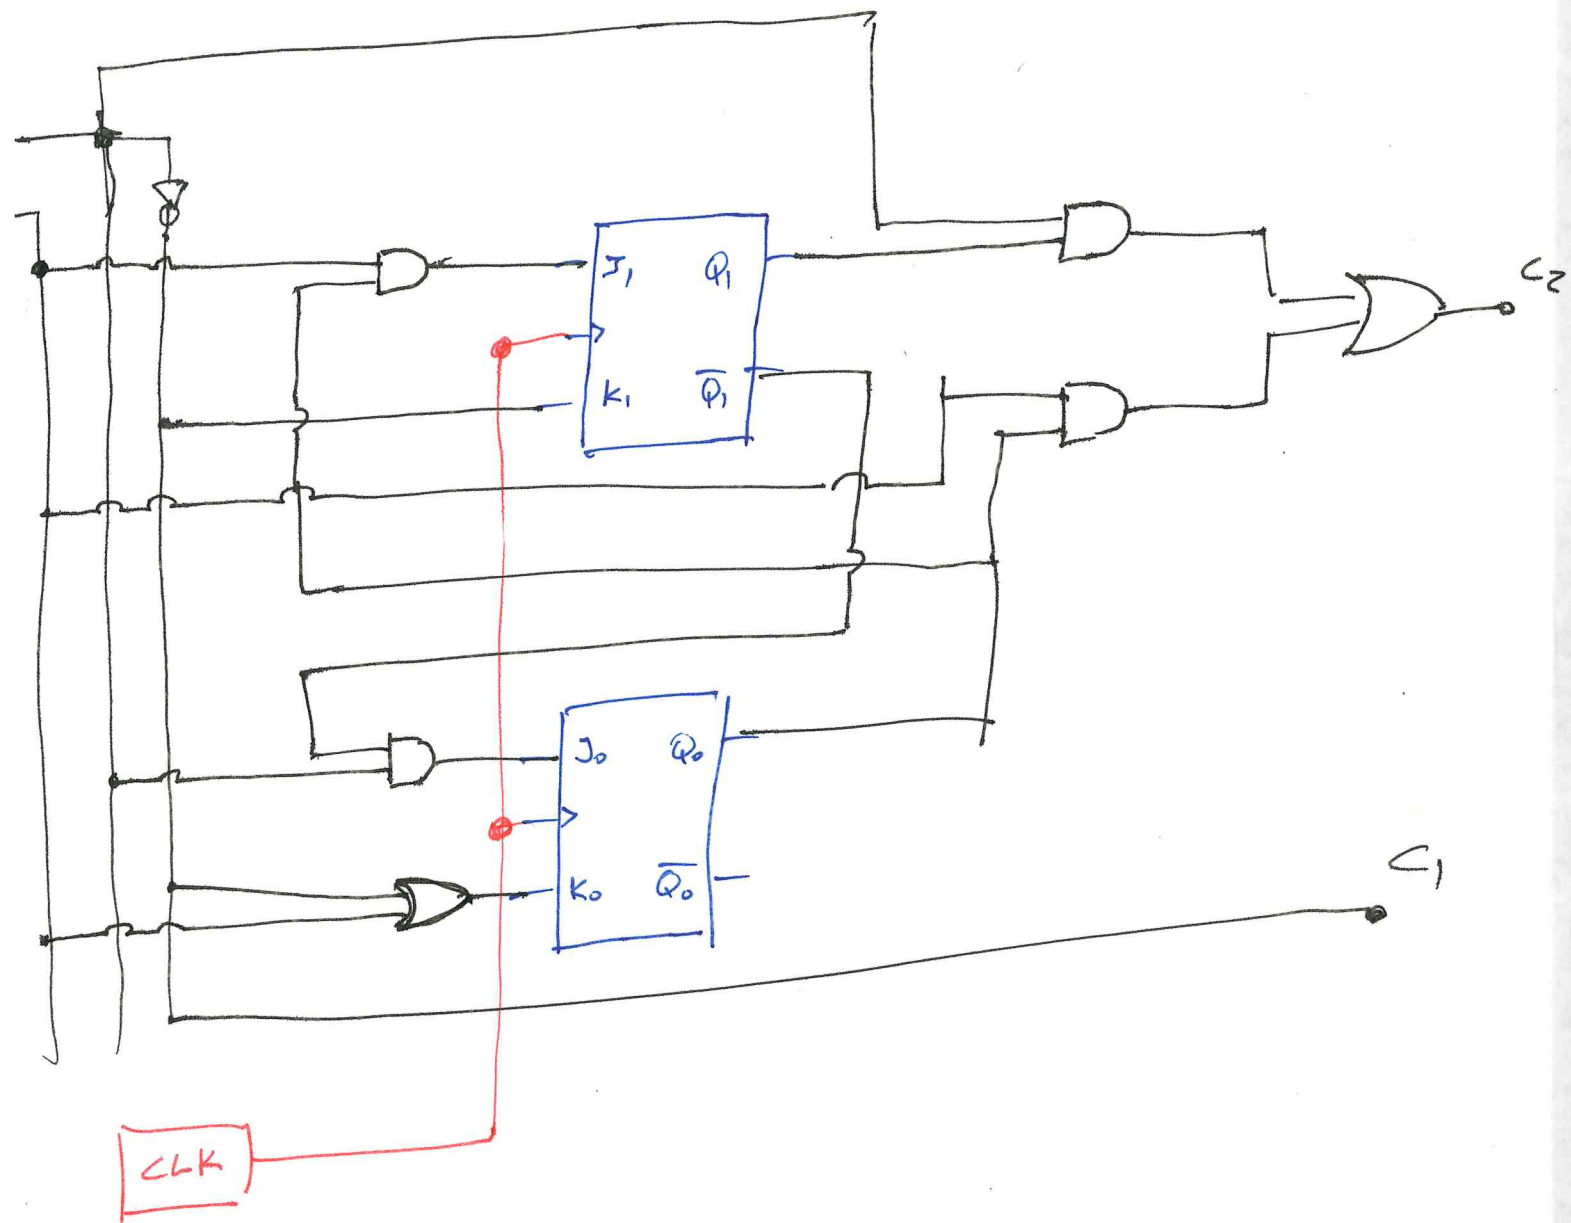 J₁ Q₁
C₂
K₁ Q̅₁
J₀ Q₀
K₀ Q̅₀
C₁
CLK